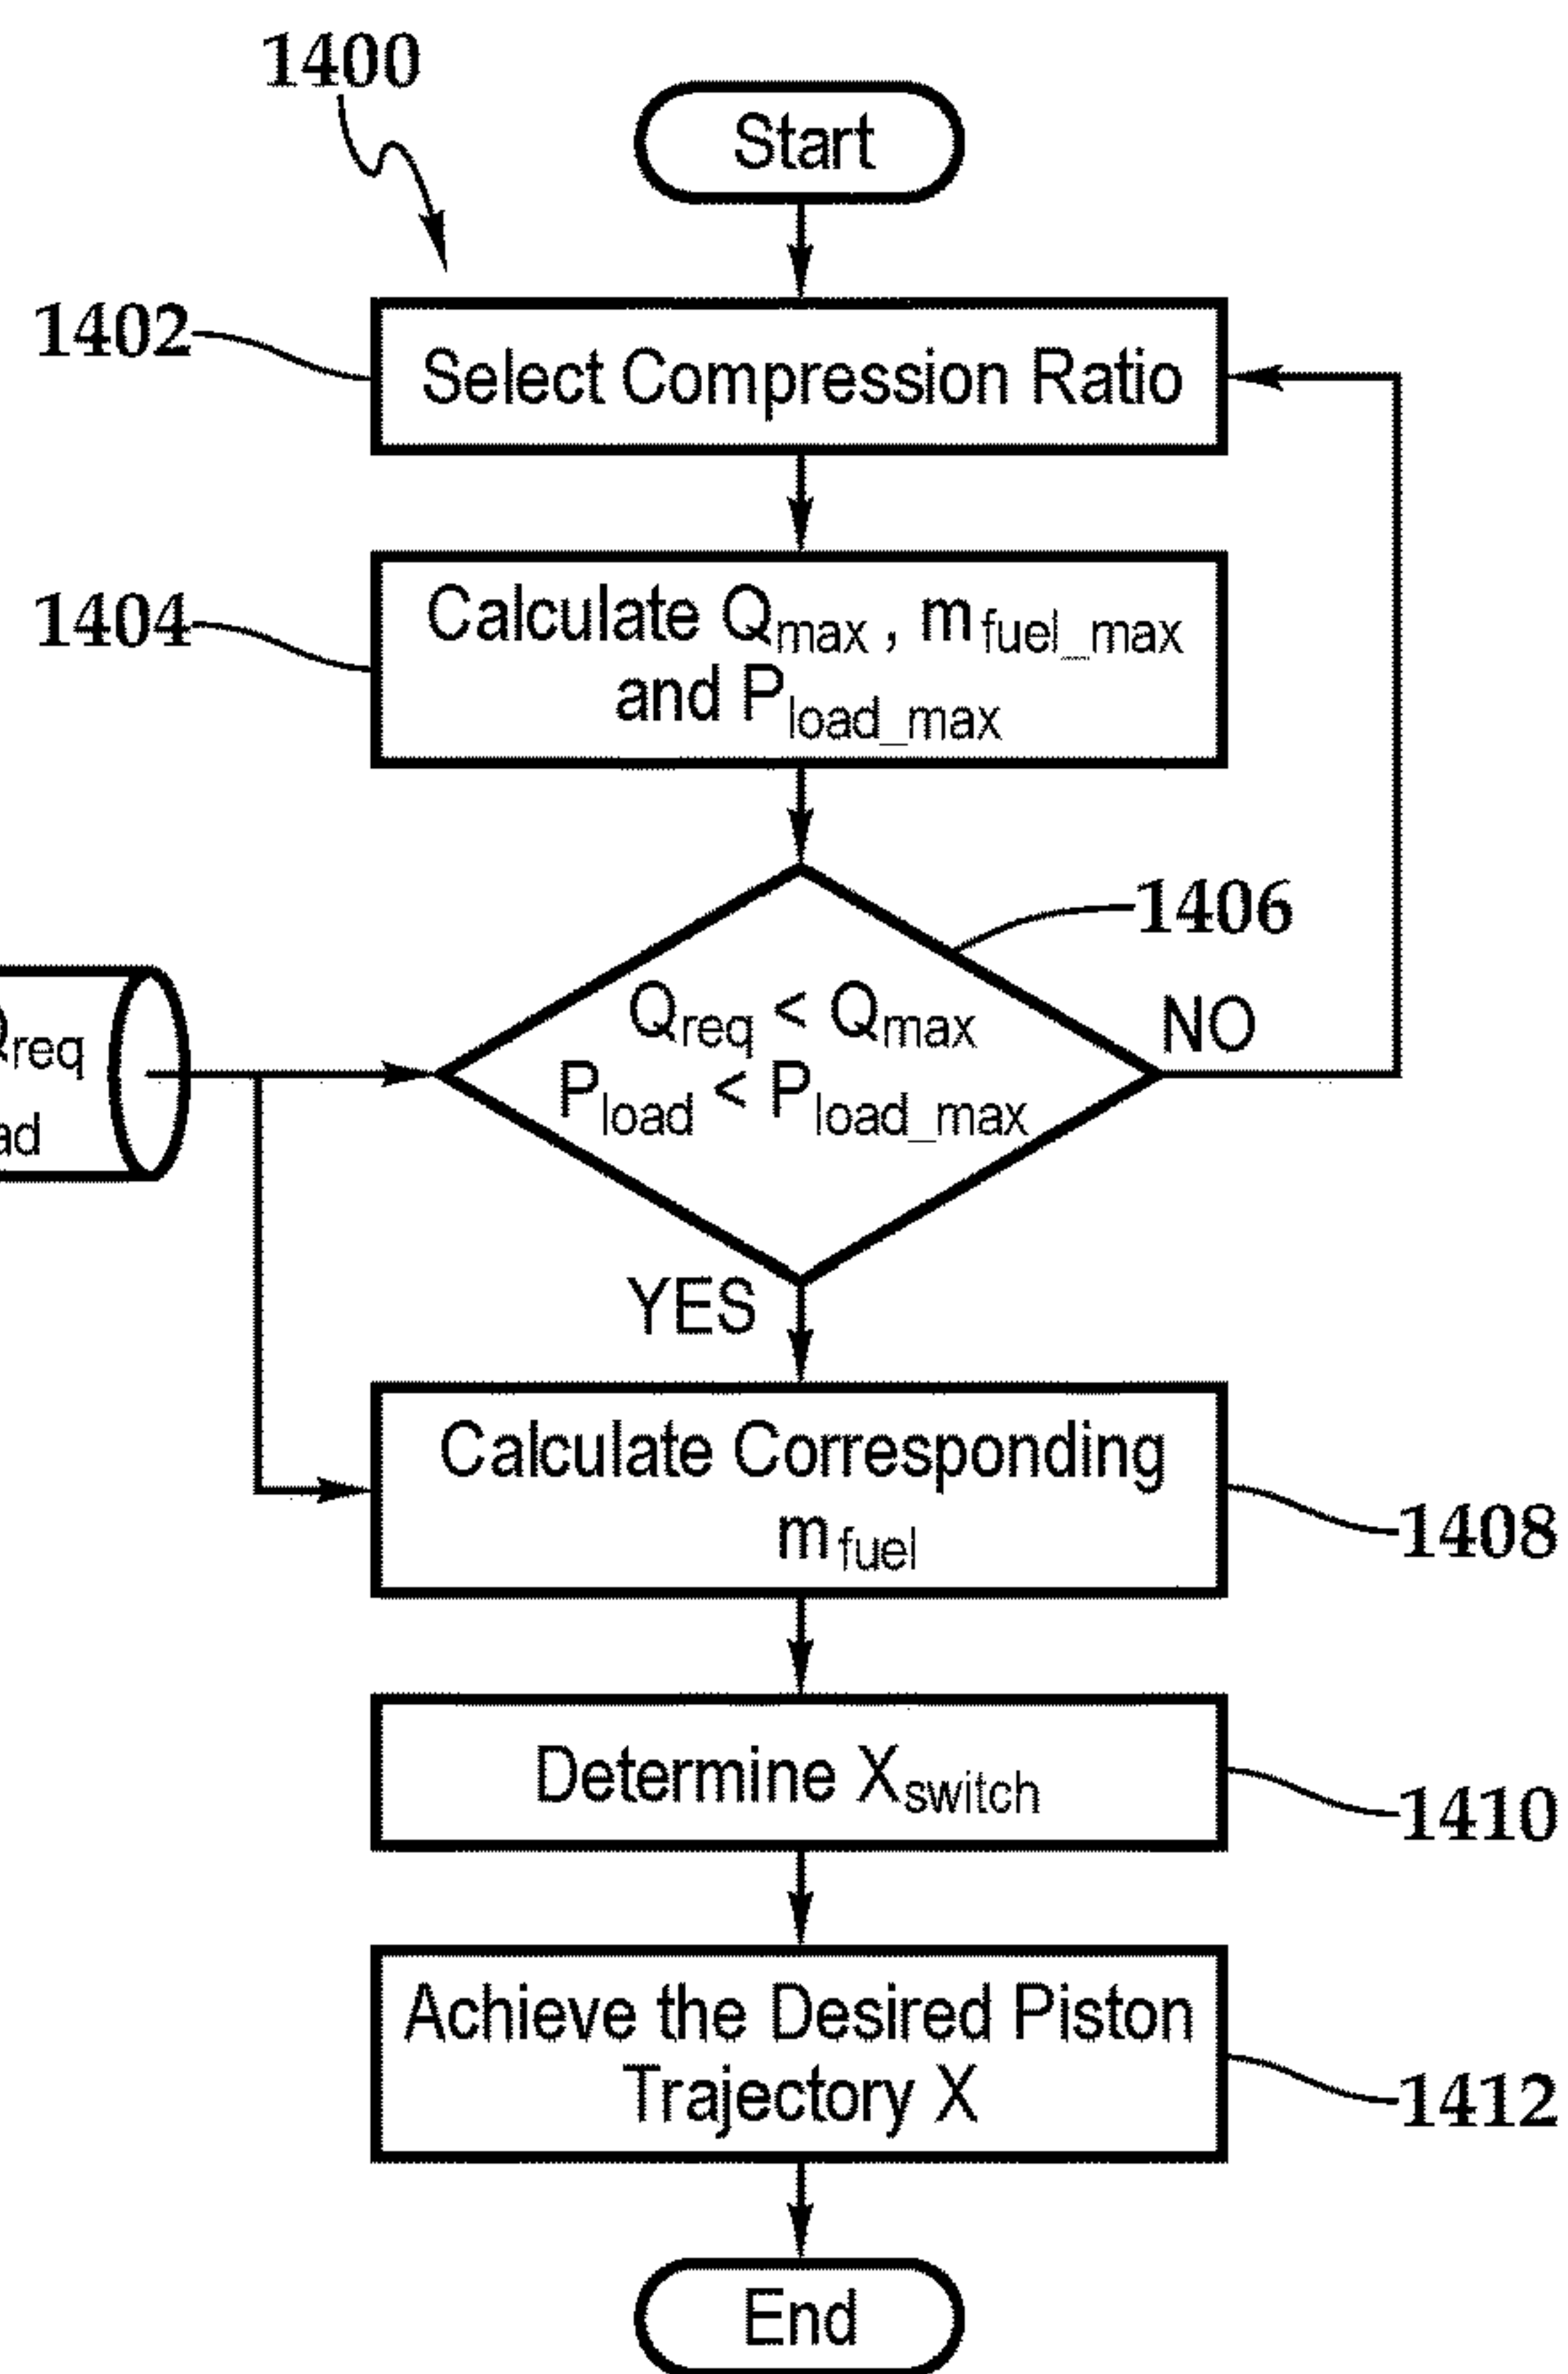 1400
Start
1402
Select Compression Ratio
1404
Calculate Qmax, mfuel_max
and Pload_max
1406
Qreq < Qmax
NO
Pload < Pload_max
req
YES
Calculate Corresponding
mfuel
1408
Determine Xswitch
1410
Achieve the Desired Piston
Trajectory X
1412
End